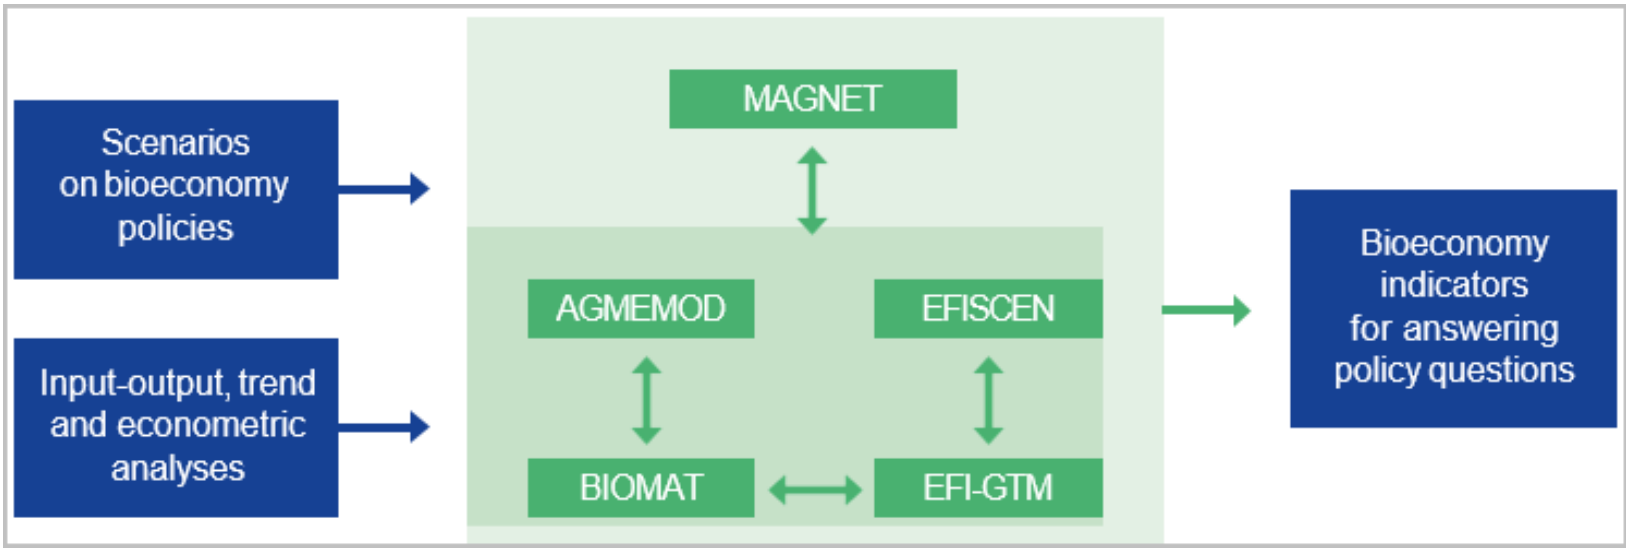 Scenarios
on bioeconomy
policies
Input-output, trend
and econometric
analyses
MAGNET
AGMEMOD
EFISCEN
BIOMAT
EFI-GTM
Bioeconomy
indicators
for answering
policy questions